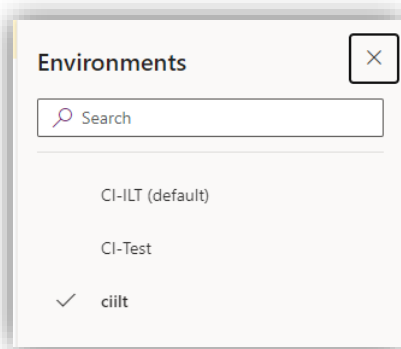 Environments
Search
CI-ILT (default)
CI-Test
ciilt